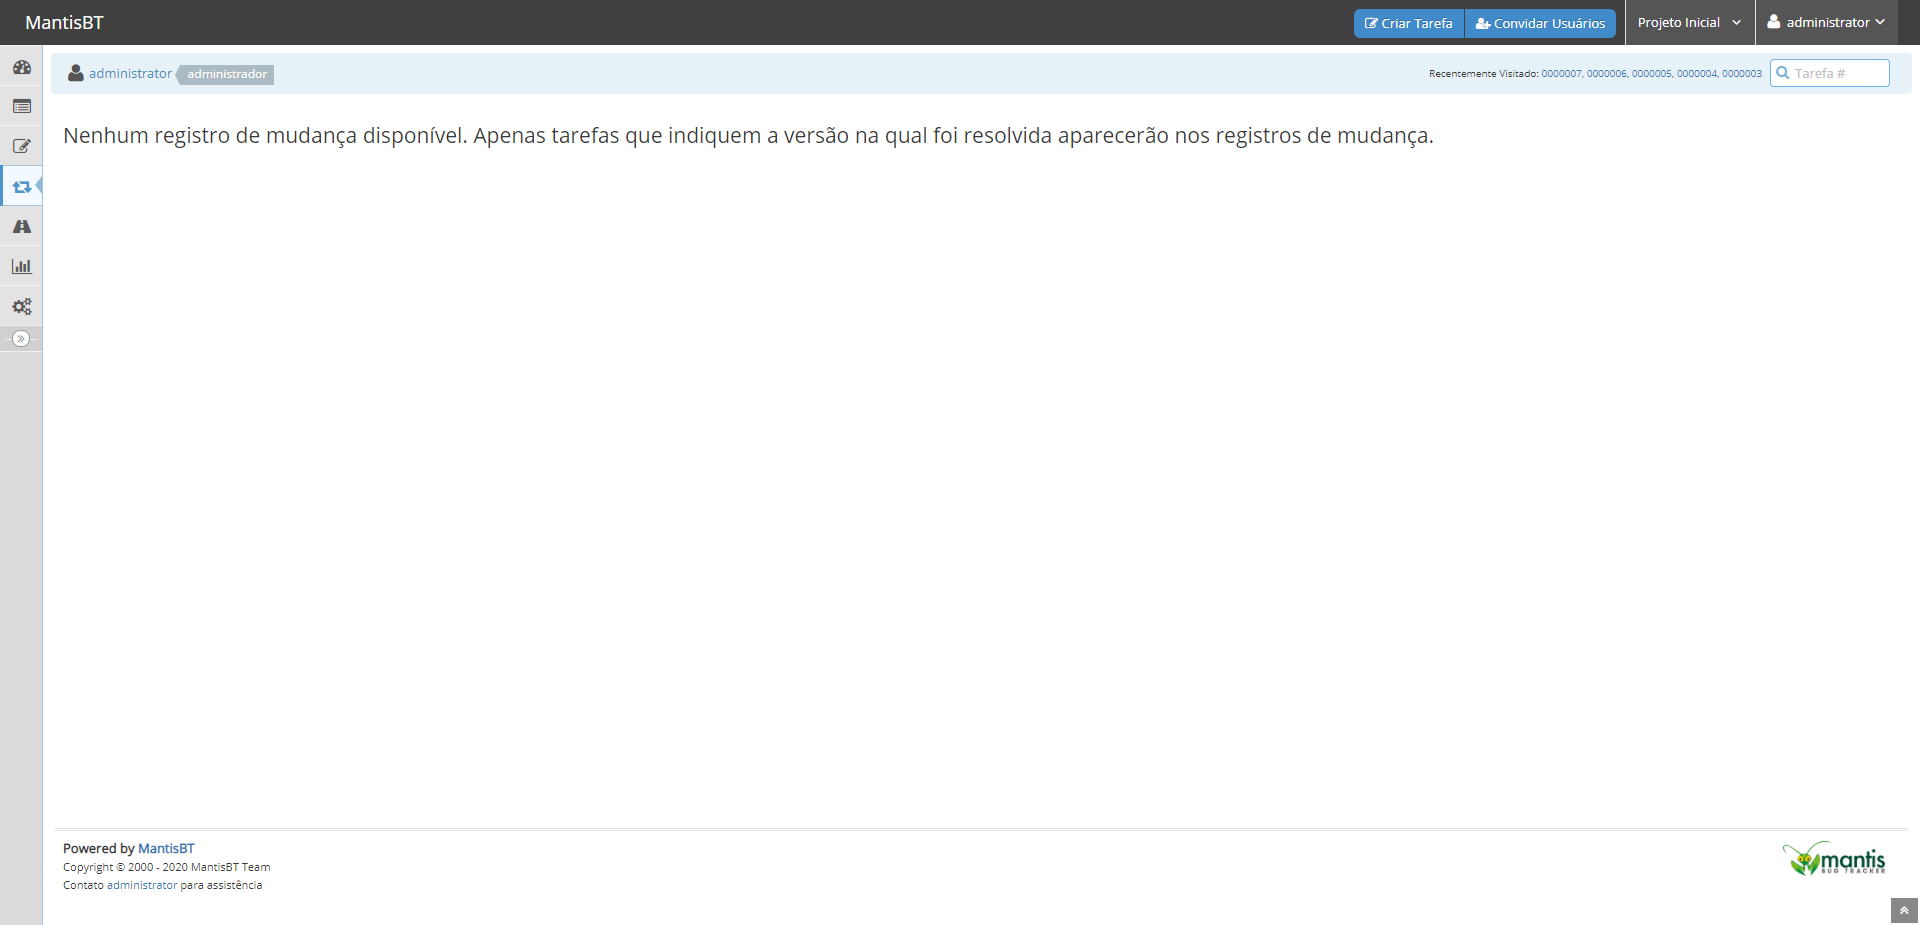 MantisBT
Criar Tarefa
Convidar Usuários
Projeto Inicial
administrator
administrator
administrador
Recentemente Visitado: 0000007, 0000006, 0000005, 0000004, 0000003
Tarefa #
Nenhum registro de mudança disponível. Apenas tarefas que indiquem a versão na qual foi resolvida aparecerão nos registros de mudança.
Powered by MantisBT
Copyright © 2000 - 2020 MantisBT Team
Contato administrator para assistência
mantis
BUG TRACKER